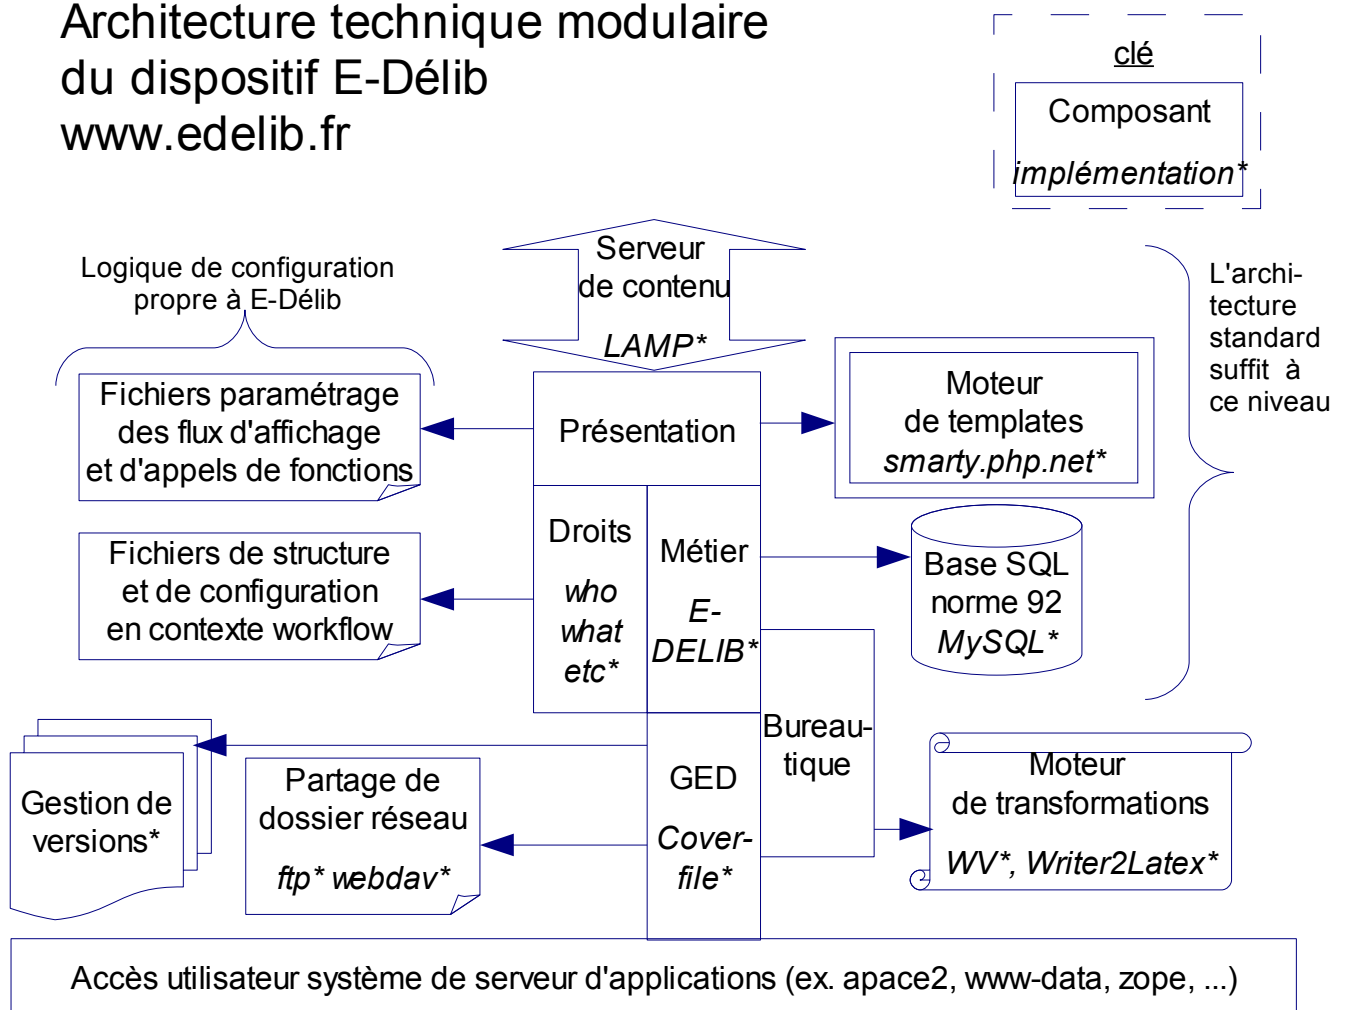 Architecture technique modulaire
du dispositif E-Délib
www.edelib.fr
clé
Composant
implémentation*
Logique de configuration
propre à E-Délib
Serveur
de contenu
LAMP*
L'archi-
tecture
standard
suffit à
ce niveau
Fichiers paramétrage
des flux d'affichage
et d'appels de fonctions
Présentation
Moteur
de templates
smarty.php.net*
Fichiers de structure
et de configuration
en contexte workflow
Droits
who
what
etc*
Métier
E-
DELIB*
Base SQL
norme 92
MySQL*
Bureau-
tique
Gestion de
versions*
Partage de
dossier réseau
ftp* webdav*
GED
Cover-
file*
Moteur
de transformations
WV*, Writer2Latex*
Accès utilisateur système de serveur d'applications (ex. apace2, www-data, zope, ...)